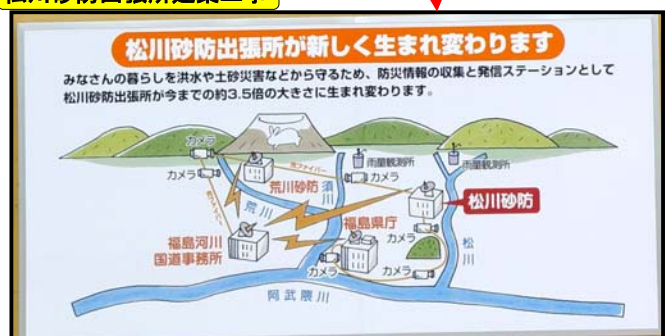 松川砂防出張所が新しく生まれ変わります
みなさんの暮らしを洪水や土砂災害などから守るため、防災情報の収集と発信ステーションとして
松川砂防出張所が今までの約3.5倍の大きさに生まれ変わります。
カメラ
カメラ
光ファイバー
荒川砂防
須川
雨量観測所
カメラ
雨量観測所
荒川
松川砂防
福島河川
国道事務所
福島県庁
カメラ
カメラ
カメラ
松川
阿武隈川